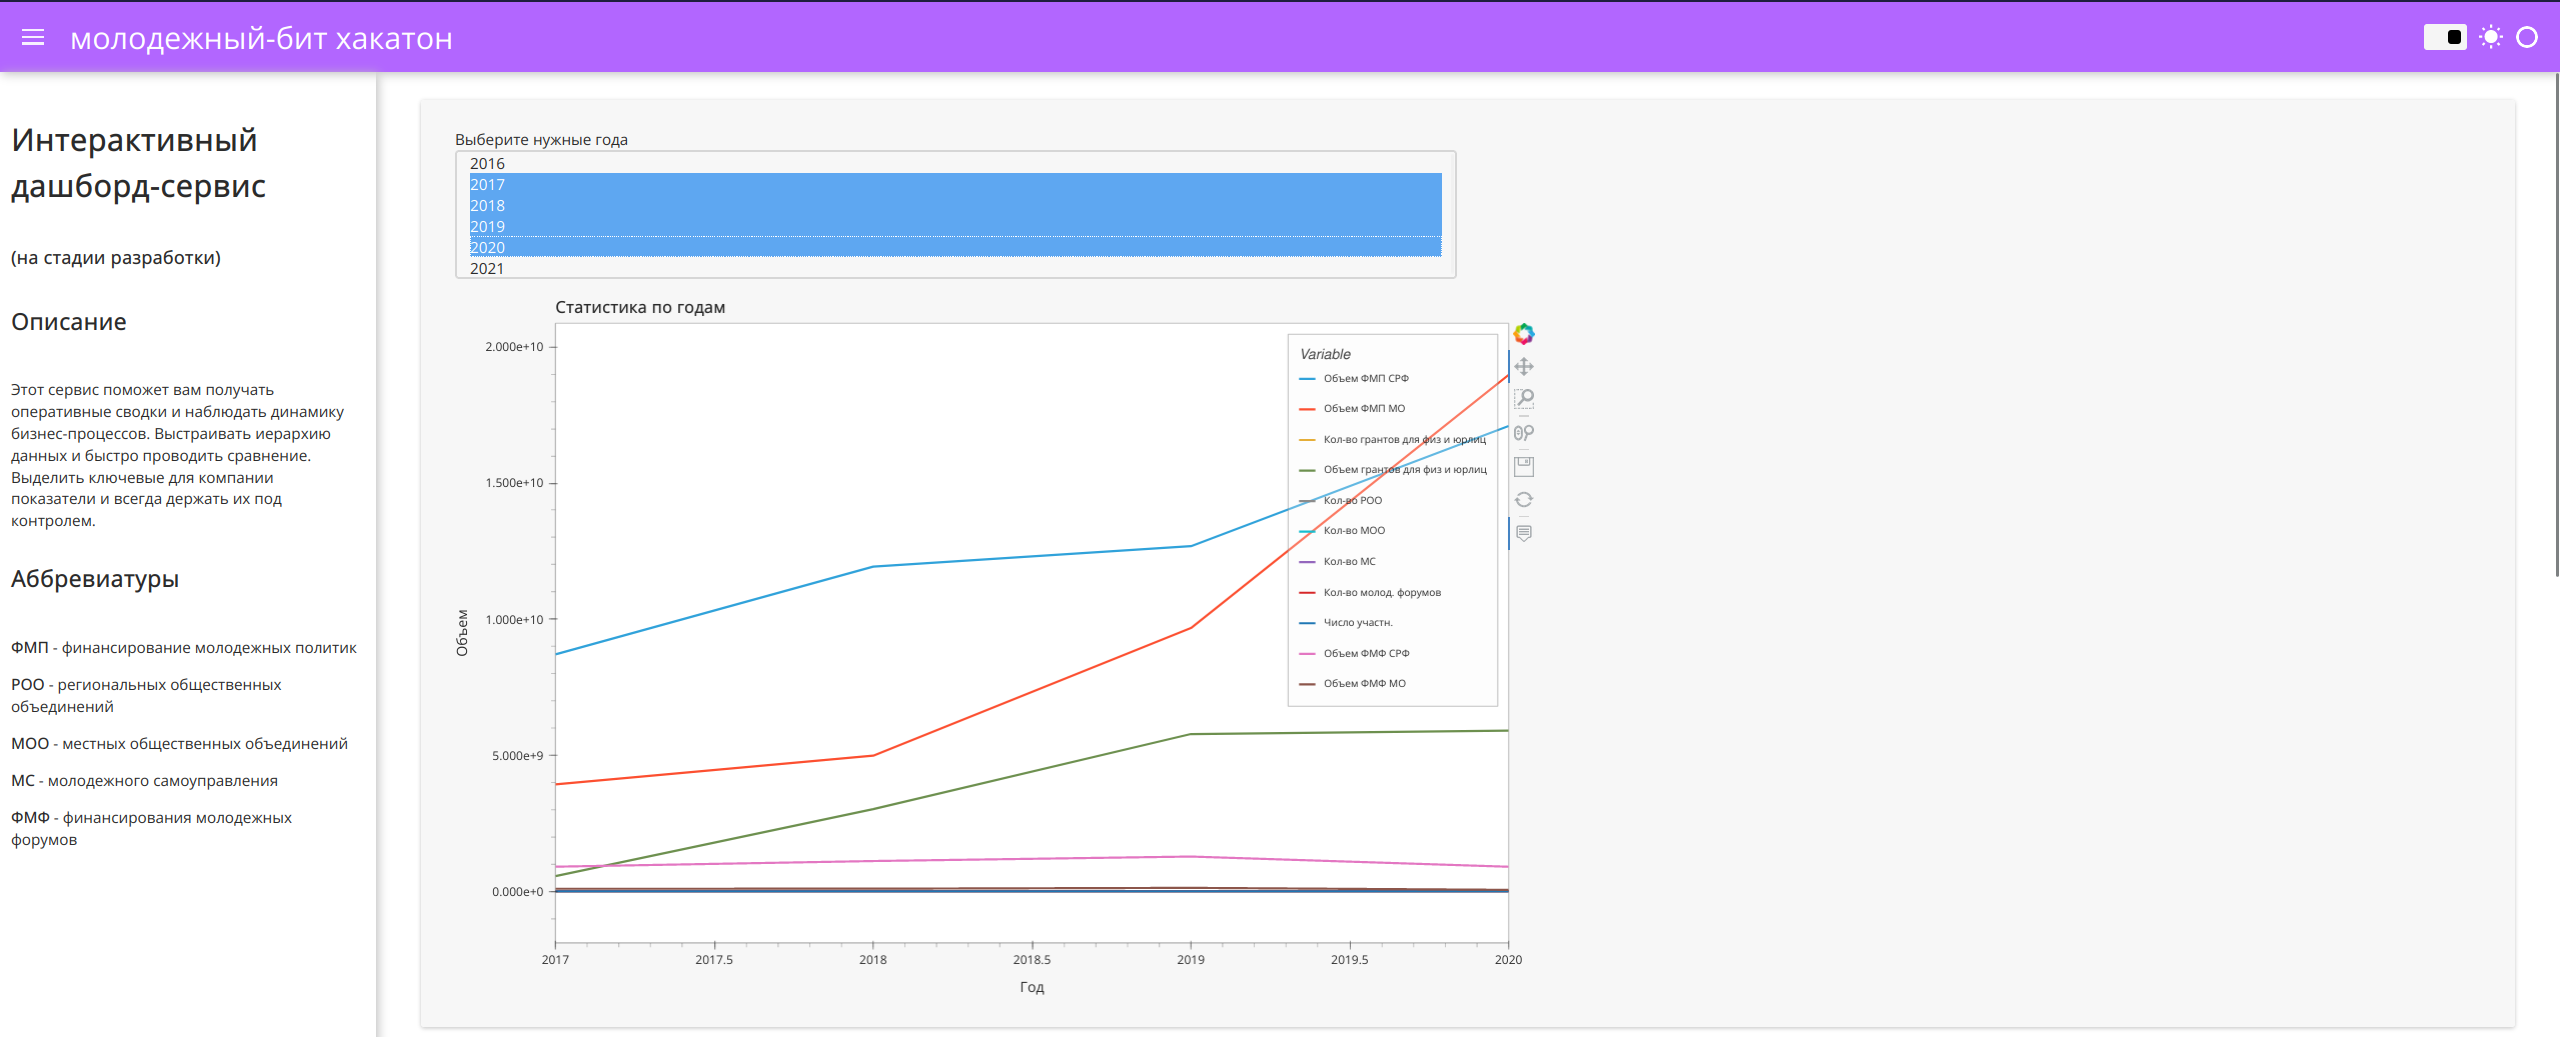 молодежный-бит хакатон
Интерактивный
дашборд-сервис
(на стадии разработки)
Описание
Этот сервис поможет вам получать
оперативные сводки и наблюдать динамику
бизнес-процессов. Выстраивать иерархию
данных и быстро проводить сравнение.
Выделить ключевые для компании
показатели и всегда держать их под
контролем.
Аббревиатуры
ФМП - финансирование молодежных политик
РОО - региональных общественных
объединений
МОО - местных общественных объединений
МС - молодежного самоуправления
ФМФ - финансирования молодежных
форумов
Выберите нужные года
2016
2017
2018
2019
2020
2021
Статистика по годам
2.000e+10
1.500e+10
1.000e+10
5.000e+9
0.000e+0
Объем
Variable
Объем ФМП СРФ
Объем ФМП МО
Кол-во грантов для физ и юрлиц
Объем грантов для физ и юрлиц
Кол-во РОО
Кол-во МОО
Кол-во МС
Кол-во молод. форумов
Число участн.
Объем ФМФ СРФ
Объем ФМФ МО
2017
2017.5
2018
2018.5
2019
2019.5
2020
Год